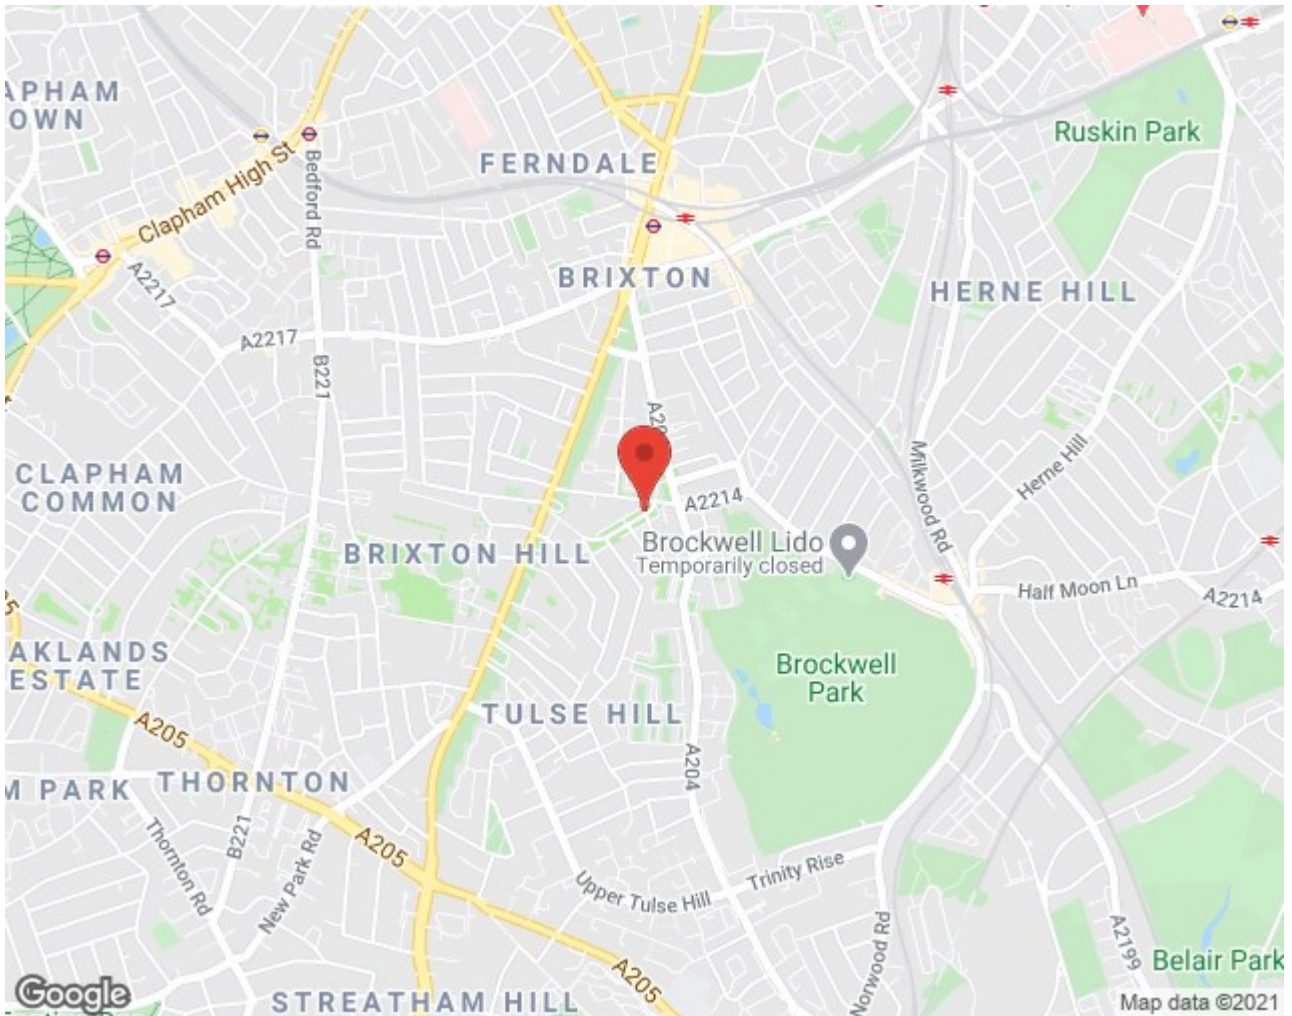 APHAM
OWN
Ruskin Park
FERNDALE
Clapham High St
Bedford Rd
BRIXTON
HERNE HILL
A2217
A2217
B221
A20
CLAPHAM
COMMON
Milkwood Rd
Herne Hill
A2214
BRIXTON HILL
Brockwell Lido
Temporarily closed
Half Moon Ln
A2214
05
AKLANDS
ESTATE
Brockwell
Park
TULSE HILL
A205
A204
M PARK
THORNTON
Thornton Rd
B221
New Park Rd
A205
Upper Tulse Hill
Trinity Rise
Norwood Rd
A2199
A205
Belair Park
Google
STREATHAM HILL
Map data ©2021